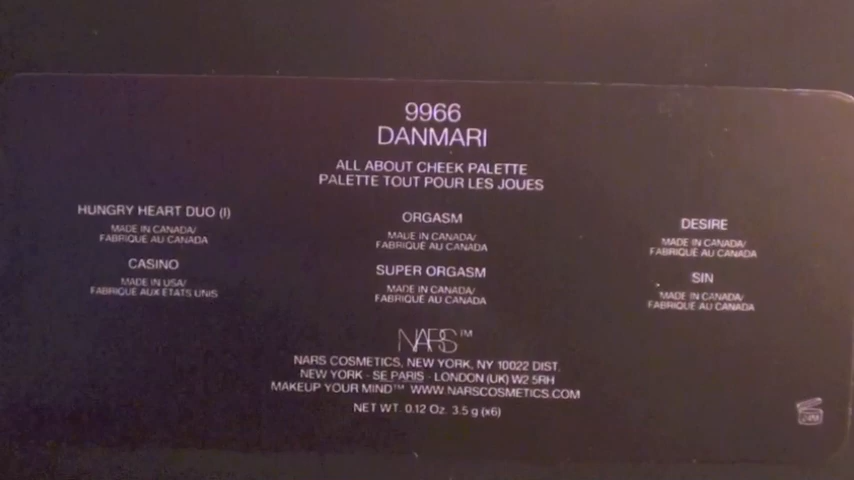 9966
DANMARI
ALL ABOUT CHEEK PALETTE
PALETTE TOUT POUR LES JOUES
HUNGRY HEART DUO (I)
MADE IN CANADA/
FABRIQUÉ AU CANADA
CASINO
MADE IN USA/
FABRIQUÉ AUX ÉTATS UNIS
ORGASM
MADE IN CANADA/
FABRIQUÉ AU CANADA
SUPER ORGASM
MADE IN CANADA/
FABRIQUÉ AU CANADA
DESIRE
MADE IN CANADA/
FABRIQUÉ AU CANADA
SIN
MADE IN CANADA/
FABRIQUÉ AU CANADA
NARS™
NARS COSMETICS, NEW YORK, NY 10022 DIST.
NEW YORK - SE PARIS - LONDON (UK) W2 5RH
MAKEUP YOUR MIND™ WWW.NARSCOSMETICS.COM
NET WT. 0.12 Oz. 3.5 g (x6)